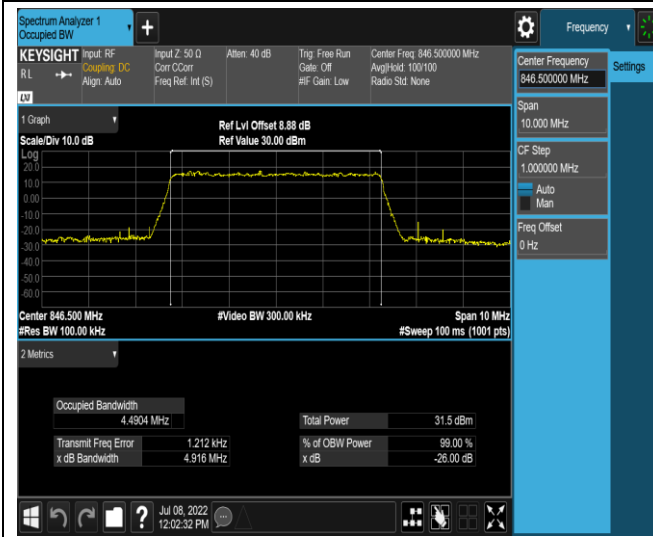 Spectrum Analyzer 1
Occupied BW
+
Frequency
KEYSIGHT
RL
LXI
Input: RF
Coupling: DC
Align: Auto
Input Z: 50 Ω
Corr CCorr
Freq Ref: Int (S)
Atten: 40 dB
Trig: Free Run
Gate: Off
#IF Gain: Low
Center Freq: 846.500000 MHz
Avg|Hold: 100/100
Radio Std: None
Center Frequency
846.500000 MHz
Settings
Span
10.000 MHz
CF Step
1.000000 MHz
Auto
Man
Freq Offset
0 Hz
1 Graph
Scale/Div 10.0 dB
Ref Lvl Offset 8.88 dB
Ref Value 30.00 dBm
Log
20.0
10.0
0.00
-10.0
-20.0
-30.0
-40.0
-50.0
-60.0
Center 846.500 MHz
#Res BW 100.00 kHz
#Video BW 300.00 kHz
Span 10 MHz
#Sweep 100 ms (1001 pts)
2 Metrics
Occupied Bandwidth
4.4904 MHz
Total Power 31.5 dBm
Transmit Freq Error 1.212 kHz
% of OBW Power 99.00 %
x dB Bandwidth 4.916 MHz
x dB -26.00 dB
?
Jul 08, 2022
12:02:32 PM